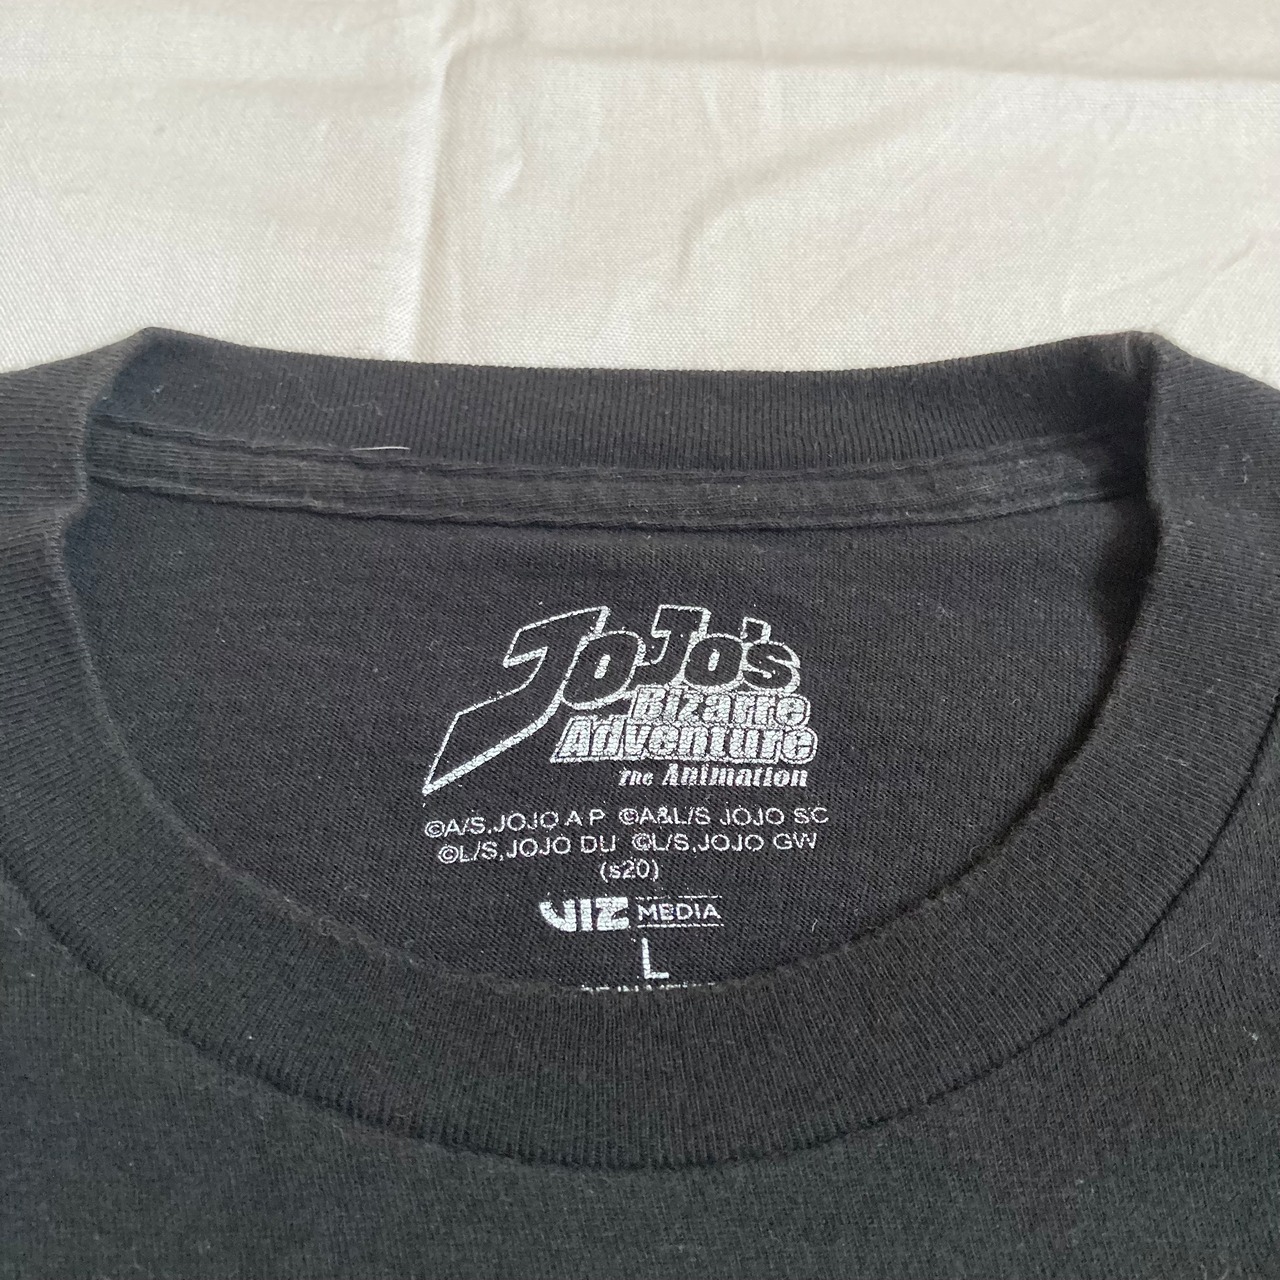 JoJo's
Bizarre
Adventure
The Animation
©A/S,JOJO A P ©A&L/S JOJO SC
©L/S,JOJO DU ©L/S,JOJO GW
(s20)
VIZ MEDIA
L